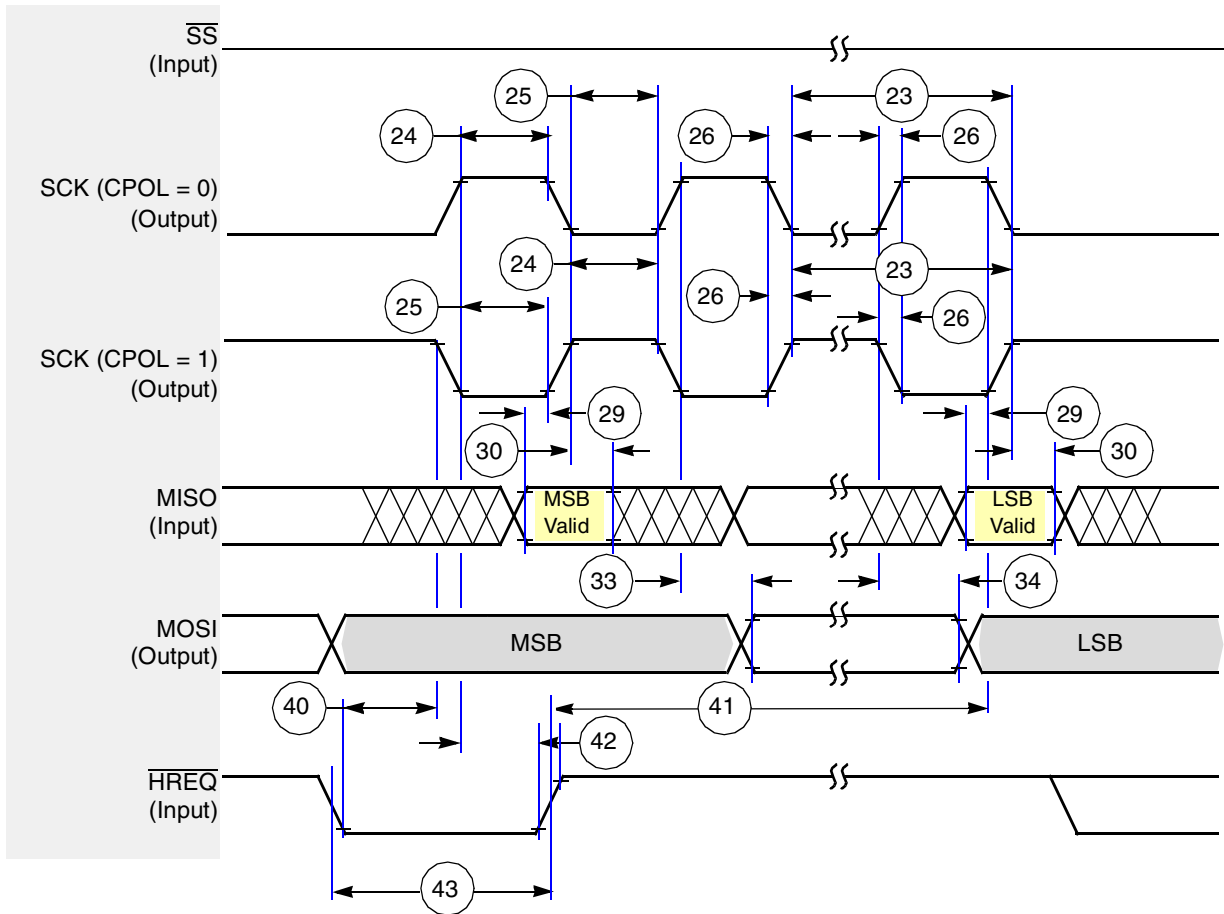 SS
(Input)
25
23
24
26
26
SCK (CPOL = 0)
(Output)
24
23
25
26
26
SCK (CPOL = 1)
(Output)
29
29
30
30
MISO
(Input)
MSB
Valid
LSB
Valid
33
34
MOSI
(Output)
MSB
LSB
40
41
42
HREQ
(Input)
43